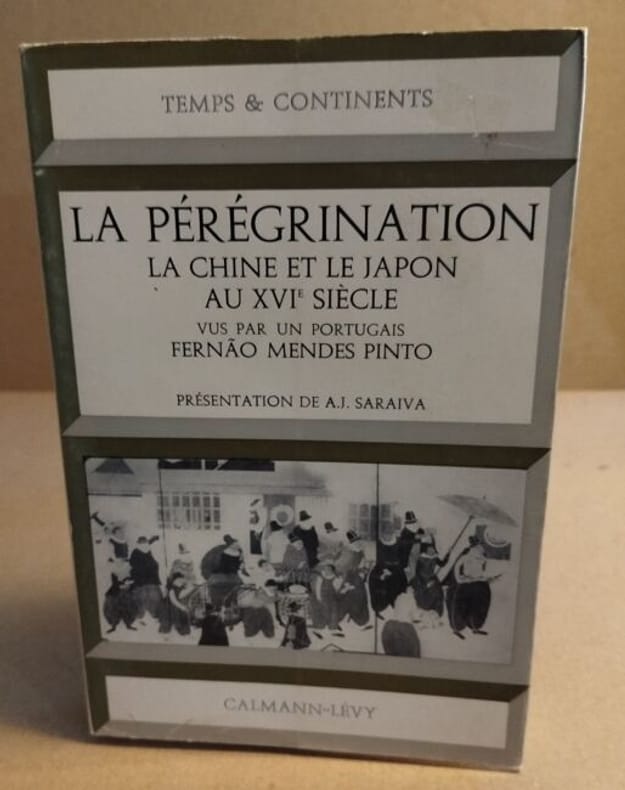 TEMPS & CONTINENTS
LA PÉRÉGRINATION
LA CHINE ET LE JAPON
AU XVIE SIÈCLE
VUS PAR UN PORTUGAIS
FERNÃO MENDES PINTO
PRÉSENTATION DE A.J. SARAIVA
CALMANN-LÉVY